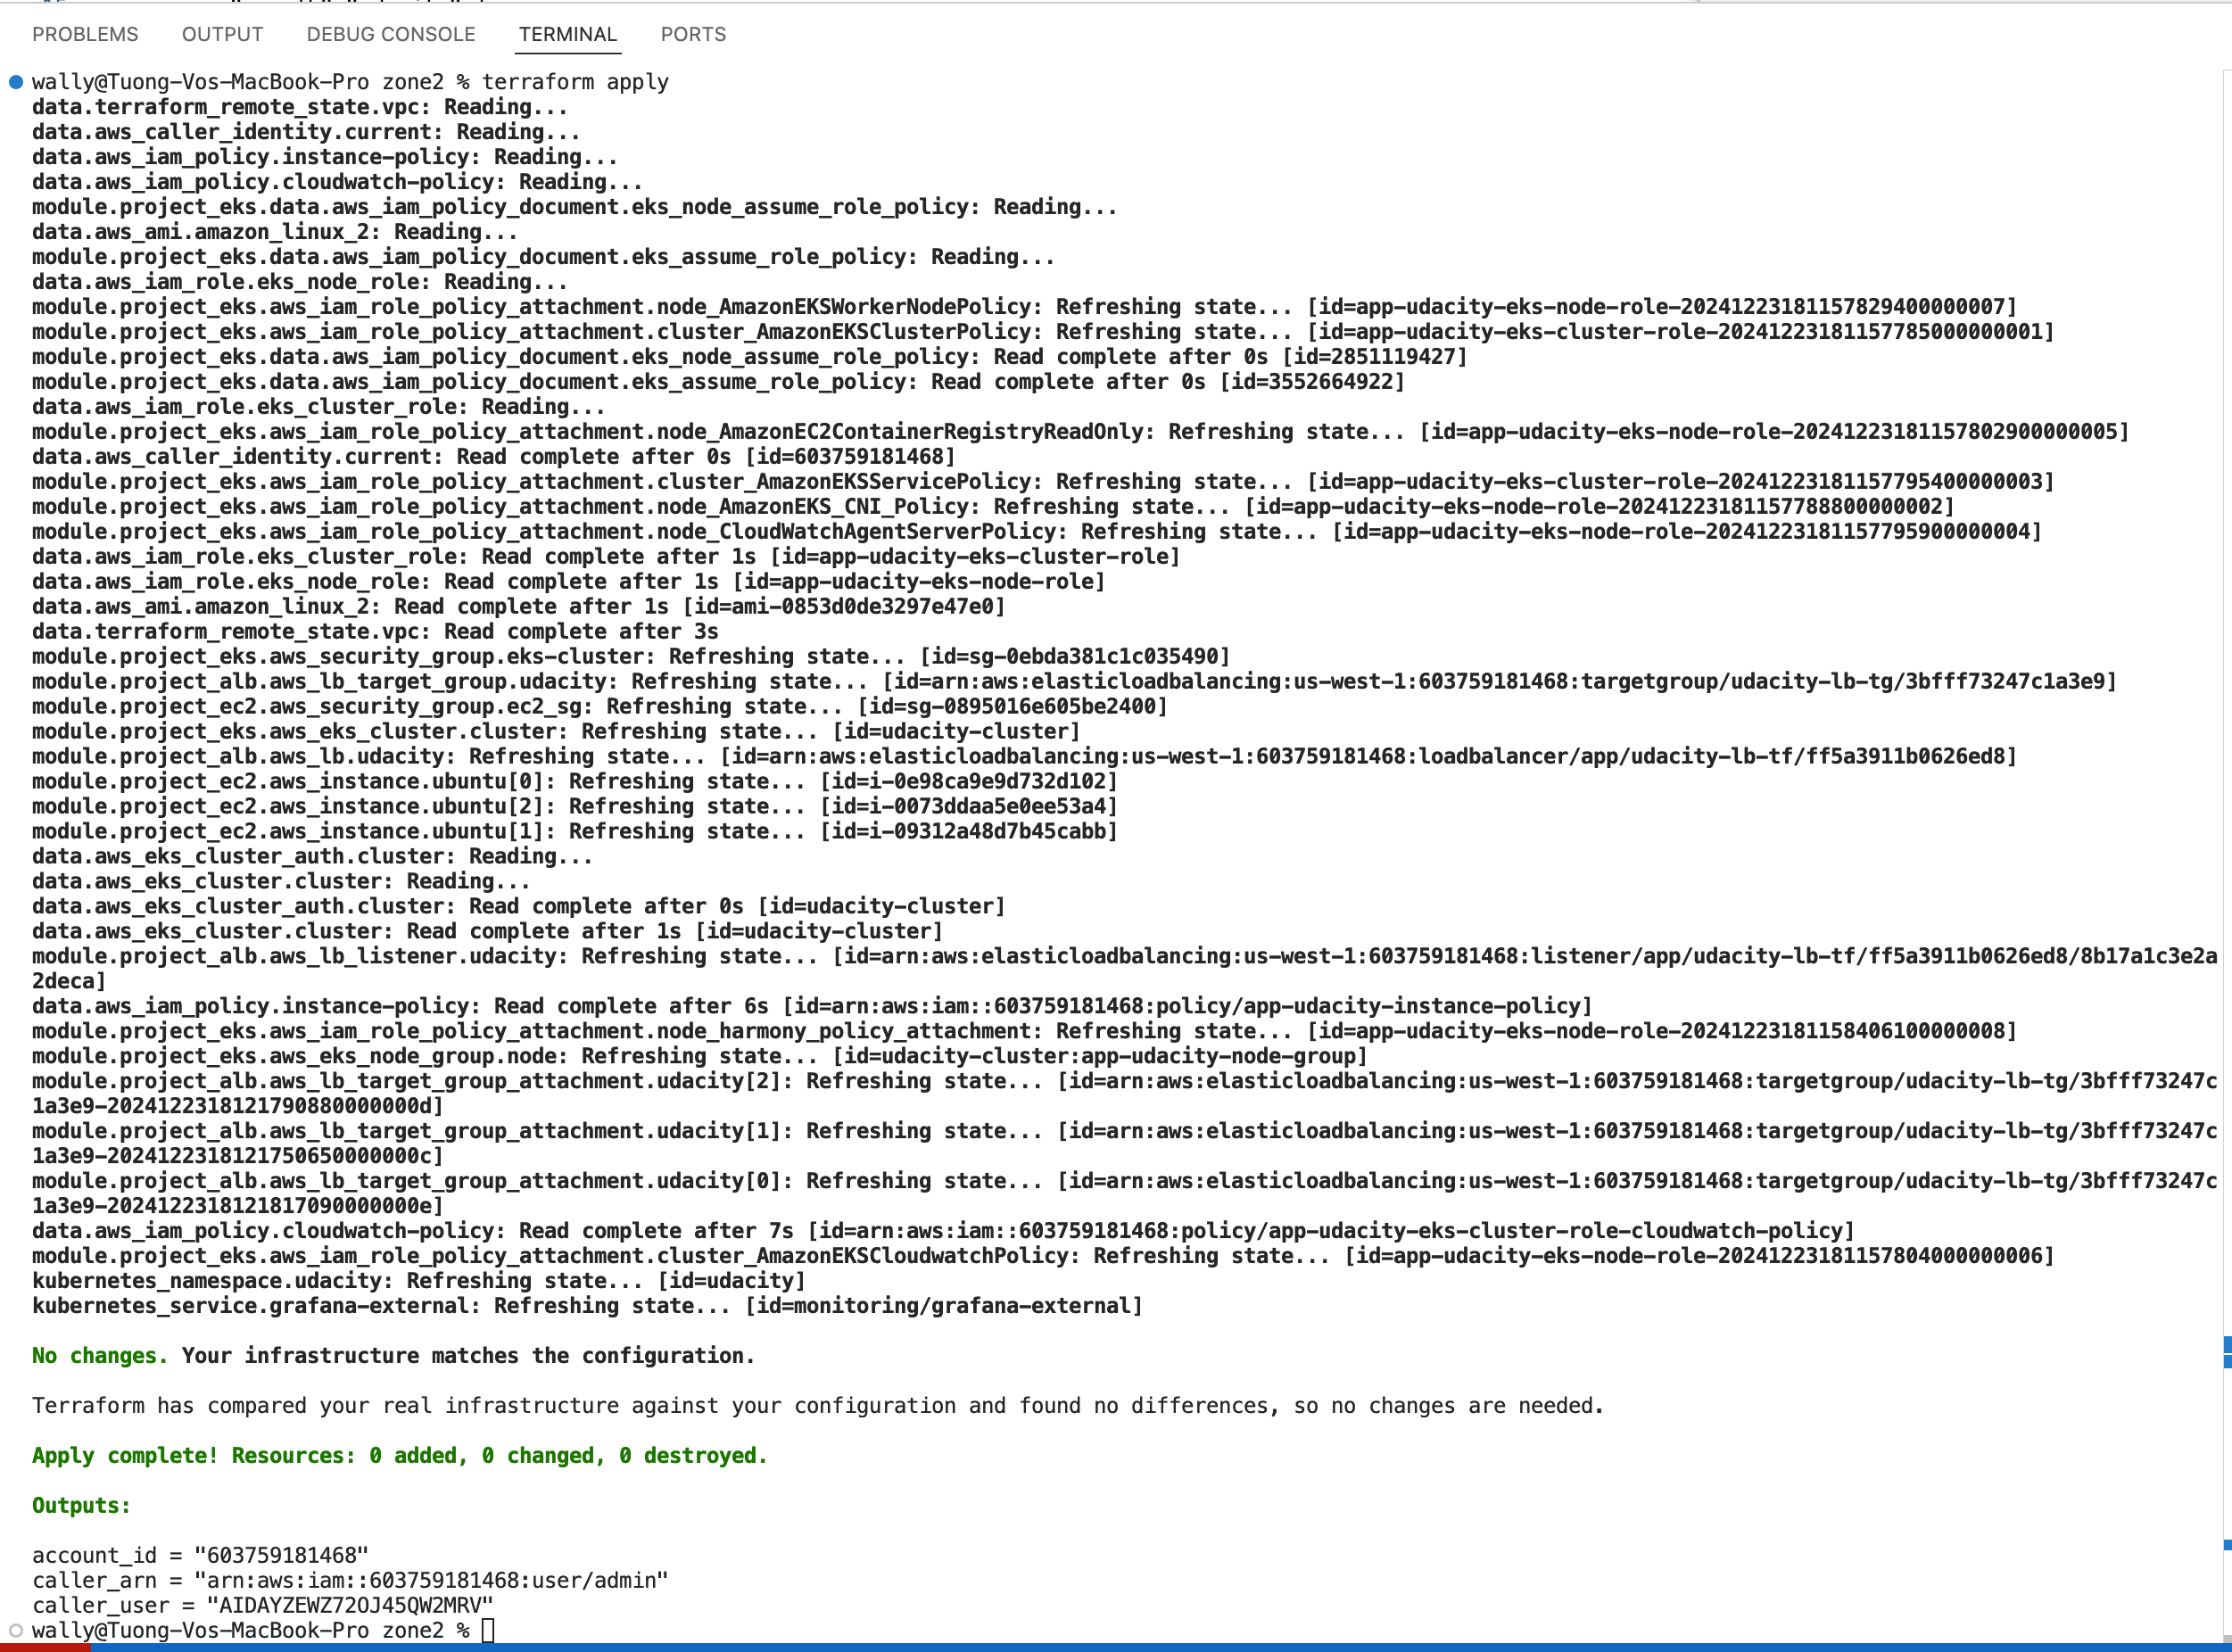 PROBLEMS OUTPUT DEBUG CONSOLE TERMINAL PORTS
wally@Tuong-Vos-MacBook-Pro zone2 % terraform apply
data.terraform_remote_state.vpc: Reading...
data.aws_caller_identity.current: Reading...
data.aws_iam_policy.instance-policy: Reading...
data.aws_iam_policy.cloudwatch-policy: Reading...
module.project_eks.data.aws_iam_policy_document.eks_node_assume_role_policy: Reading...
data.aws_ami.amazon_linux_2: Reading...
module.project_eks.data.aws_iam_policy_document.eks_assume_role_policy: Reading...
data.aws_iam_role.eks_node_role: Reading...
module.project_eks.aws_iam_role_policy_attachment.node_AmazonEKSWorkerNodePolicy: Refreshing state... [id=app-udacity-eks-node-role-20241223181157829400000007]
module.project_eks.aws_iam_role_policy_attachment.cluster_AmazonEKSClusterPolicy: Refreshing state... [id=app-udacity-eks-cluster-role-20241223181157785000000001]
module.project_eks.data.aws_iam_policy_document.eks_node_assume_role_policy: Read complete after 0s [id=2851119427]
module.project_eks.data.aws_iam_policy_document.eks_assume_role_policy: Read complete after 0s [id=3552664922]
data.aws_iam_role.eks_cluster_role: Reading...
module.project_eks.aws_iam_role_policy_attachment.node_AmazonEC2ContainerRegistryReadOnly: Refreshing state... [id=app-udacity-eks-node-role-20241223181157802900000005]
data.aws_caller_identity.current: Read complete after 0s [id=603759181468]
module.project_eks.aws_iam_role_policy_attachment.cluster_AmazonEKSServicePolicy: Refreshing state... [id=app-udacity-eks-cluster-role-20241223181157795400000003]
module.project_eks.aws_iam_role_policy_attachment.node_AmazonEKS_CNI_Policy: Refreshing state... [id=app-udacity-eks-node-role-20241223181157788800000002]
module.project_eks.aws_iam_role_policy_attachment.node_CloudWatchAgentServerPolicy: Refreshing state... [id=app-udacity-eks-node-role-20241223181157795900000004]
data.aws_iam_role.eks_cluster_role: Read complete after 1s [id=app-udacity-eks-cluster-role]
data.aws_iam_role.eks_node_role: Read complete after 1s [id=app-udacity-eks-node-role]
data.aws_ami.amazon_linux_2: Read complete after 1s [id=ami-0853d0de3297e47e0]
data.terraform_remote_state.vpc: Read complete after 3s
module.project_eks.aws_security_group.eks-cluster: Refreshing state... [id=sg-0ebda381c1c035490]
module.project_alb.aws_lb_target_group.udacity: Refreshing state... [id=arn:aws:elasticloadbalancing:us-west-1:603759181468:targetgroup/udacity-lb-tg/3bfff73247c1a3e9]
module.project_ec2.aws_security_group.ec2_sg: Refreshing state... [id=sg-0895016e605be2400]
module.project_eks.aws_eks_cluster.cluster: Refreshing state... [id=udacity-cluster]
module.project_alb.aws_lb.udacity: Refreshing state... [id=arn:aws:elasticloadbalancing:us-west-1:603759181468:loadbalancer/app/udacity-lb-tf/ff5a3911b0626ed8]
module.project_ec2.aws_instance.ubuntu[0]: Refreshing state... [id=i-0e98ca9e9d732d102]
module.project_ec2.aws_instance.ubuntu[2]: Refreshing state... [id=i-0073ddaa5e0ee53a4]
module.project_ec2.aws_instance.ubuntu[1]: Refreshing state... [id=i-09312a48d7b45cabb]
data.aws_eks_cluster_auth.cluster: Reading...
data.aws_eks_cluster.cluster: Reading...
data.aws_eks_cluster_auth.cluster: Read complete after 0s [id=udacity-cluster]
data.aws_eks_cluster.cluster: Read complete after 1s [id=udacity-cluster]
module.project_alb.aws_lb_listener.udacity: Refreshing state... [id=arn:aws:elasticloadbalancing:us-west-1:603759181468:listener/app/udacity-lb-tf/ff5a3911b0626ed8/8b17a1c3e2a
2deca]
data.aws_iam_policy.instance-policy: Read complete after 6s [id=arn:aws:iam::603759181468:policy/app-udacity-instance-policy]
module.project_eks.aws_iam_role_policy_attachment.node_harmony_policy_attachment: Refreshing state... [id=app-udacity-eks-node-role-20241223181158406100000008]
module.project_eks.aws_eks_node_group.node: Refreshing state... [id=udacity-cluster:app-udacity-node-group]
module.project_alb.aws_lb_target_group_attachment.udacity[2]: Refreshing state... [id=arn:aws:elasticloadbalancing:us-west-1:603759181468:targetgroup/udacity-lb-tg/3bfff73247c
1a3e9-2024122318121790880000000d]
module.project_alb.aws_lb_target_group_attachment.udacity[1]: Refreshing state... [id=arn:aws:elasticloadbalancing:us-west-1:603759181468:targetgroup/udacity-lb-tg/3bfff73247c
1a3e9-2024122318121750650000000c]
module.project_alb.aws_lb_target_group_attachment.udacity[0]: Refreshing state... [id=arn:aws:elasticloadbalancing:us-west-1:603759181468:targetgroup/udacity-lb-tg/3bfff73247c
1a3e9-2024122318121817090000000e]
data.aws_iam_policy.cloudwatch-policy: Read complete after 7s [id=arn:aws:iam::603759181468:policy/app-udacity-eks-cluster-role-cloudwatch-policy]
module.project_eks.aws_iam_role_policy_attachment.cluster_AmazonEKSCloudwatchPolicy: Refreshing state... [id=app-udacity-eks-node-role-20241223181157804000000006]
kubernetes_namespace.udacity: Refreshing state... [id=udacity]
kubernetes_service.grafana-external: Refreshing state... [id=monitoring/grafana-external]
No changes. Your infrastructure matches the configuration.
Terraform has compared your real infrastructure against your configuration and found no differences, so no changes are needed.
Apply complete! Resources: 0 added, 0 changed, 0 destroyed.
Outputs:
account_id = "603759181468"
caller_arn = "arn:aws:iam::603759181468:user/admin"
caller_user = "AIDAYZEWZ72OJ45QW2MRV"
wally@Tuong-Vos-MacBook-Pro zone2 %